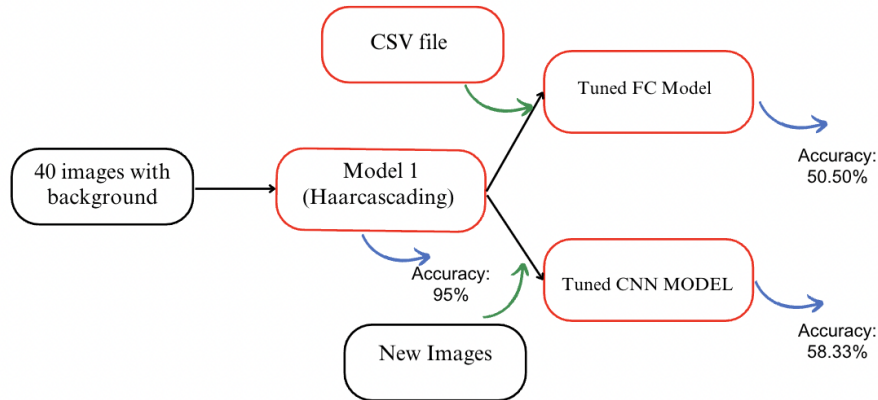 CSV file
Tuned FC Model
Accuracy:
50.50%
40 images with
background
Model 1
(Haarcascading)
Accuracy:
95%
Tuned CNN MODEL
Accuracy:
58.33%
New Images